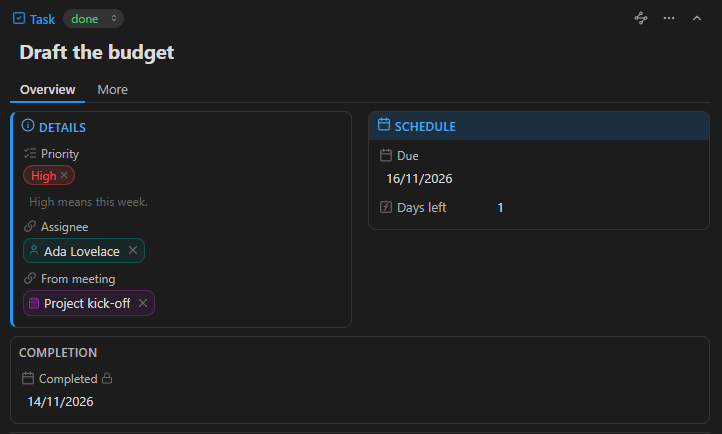 Task done
Draft the budget
Overview More
DETAILS
Priority
High
High means this week.
Assignee
Ada Lovelace
From meeting
Project kick-off
SCHEDULE
Due
16/11/2026
Days left 1
COMPLETION
Completed
14/11/2026